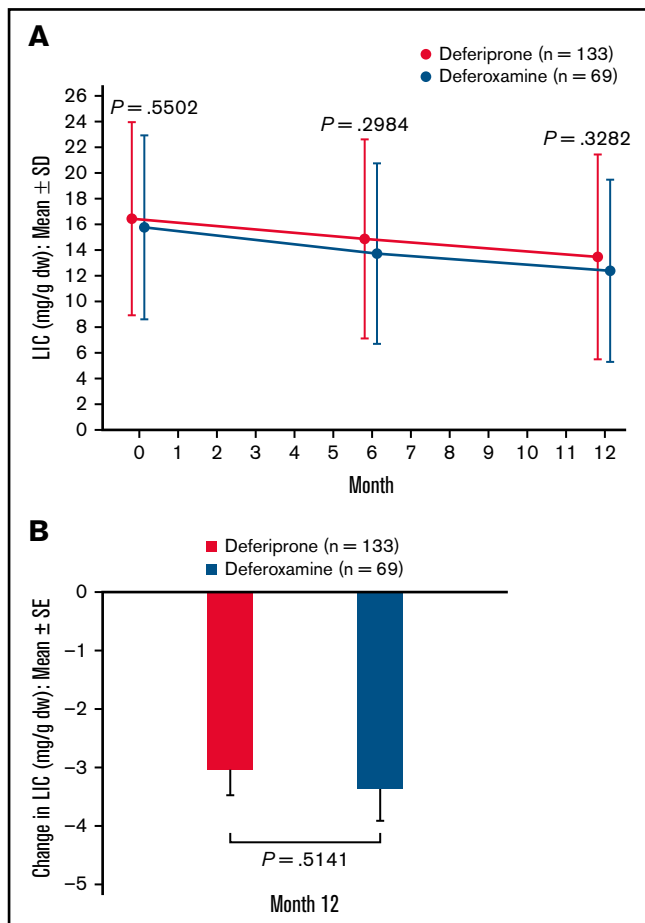 A
Deferiprone (n = 133)
Deferoxamine (n = 69)
P = .5502
P = .2984
P = .3282
LIC (mg/g dw): Mean ± SD
26
24
22
20
18
16
14
12
10
8
6
4
2
0
0 1 2 3 4 5 6 7 8 9 10 11 12
Month
B
Deferiprone (n = 133)
Deferoxamine (n = 69)
Change in LIC (mg/g dw): Mean ± SE
0
−1
−2
−3
−4
−5
P = .5141
Month 12